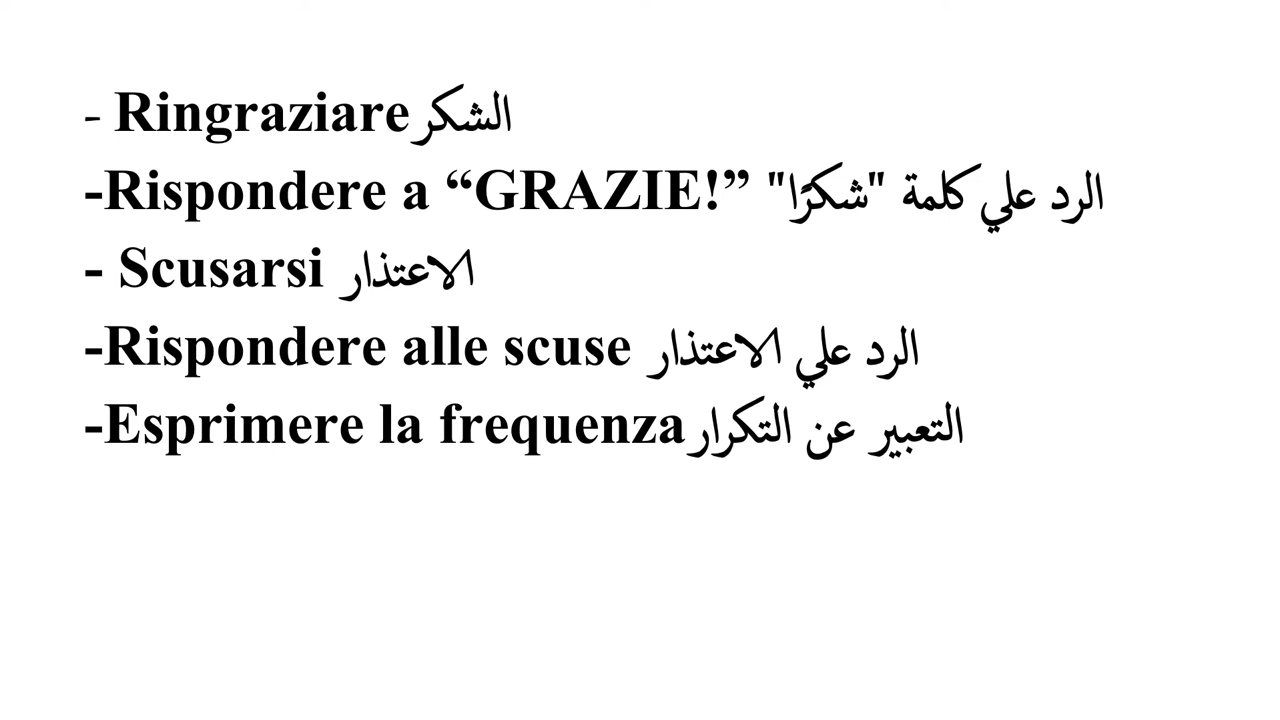 - Ringraziare الشكر
-Rispondere a “GRAZIE!” الرد علي كلمة "شكرًا"
- Scusarsi الاعتذار
-Rispondere alle scuse الرد علي الاعتذار
-Esprimere la frequenza التعبير عن التكرار